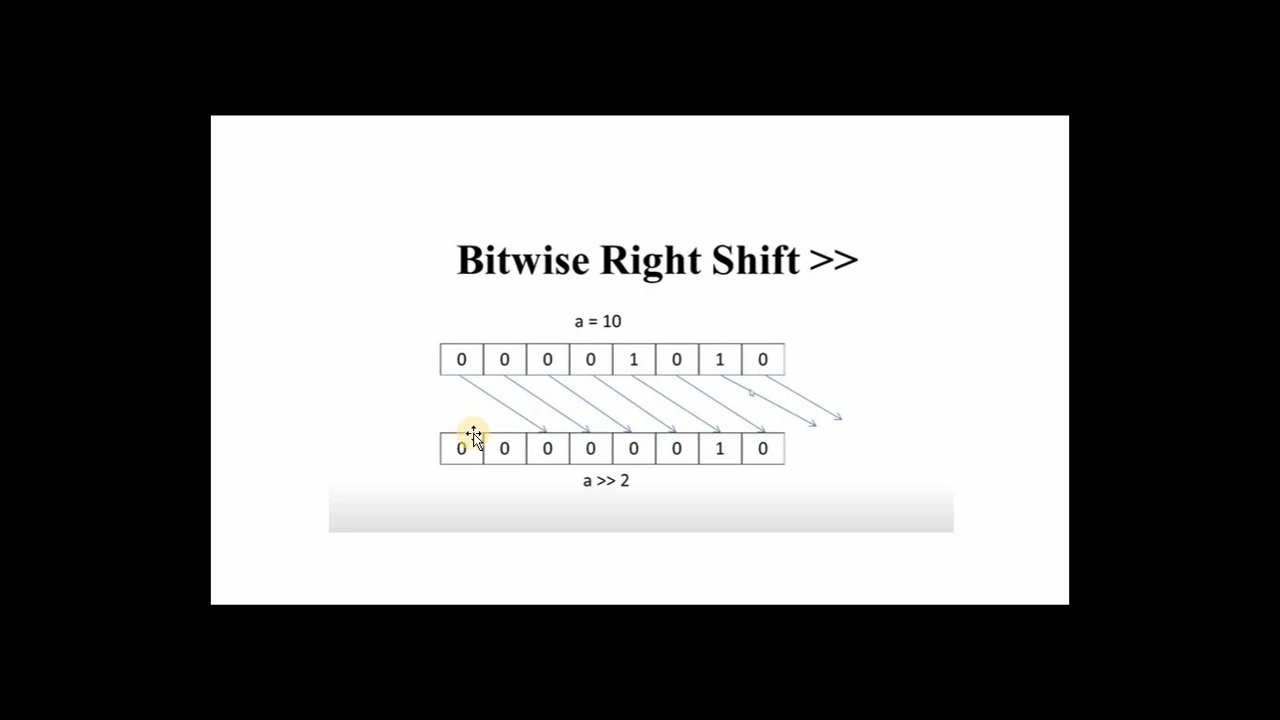 Bitwise Right Shift >>
a = 10
0 0 0 0 1 0 1 0
0 0 0 0 0 0 1 0
a >> 2